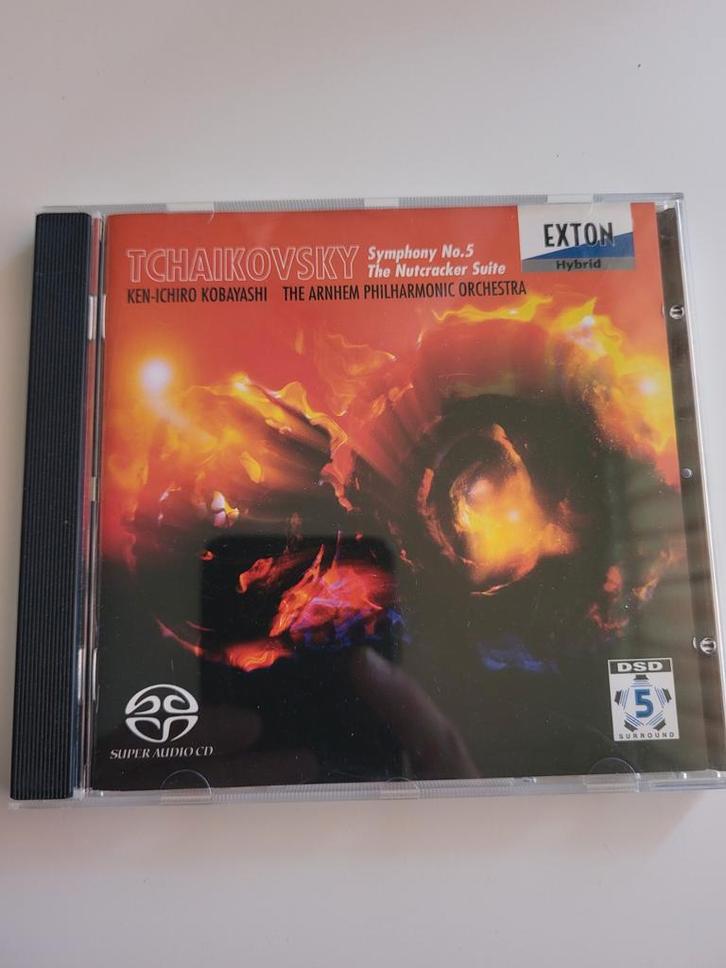 TCHAIKOVSKY
Symphony No.5
The Nutcracker Suite
KEN-ICHIRO KOBAYASHI THE ARNHEM PHILHARMONIC ORCHESTRA
EXTON
Hybrid
SUPER AUDIO CD
DSD
5
SURROUND